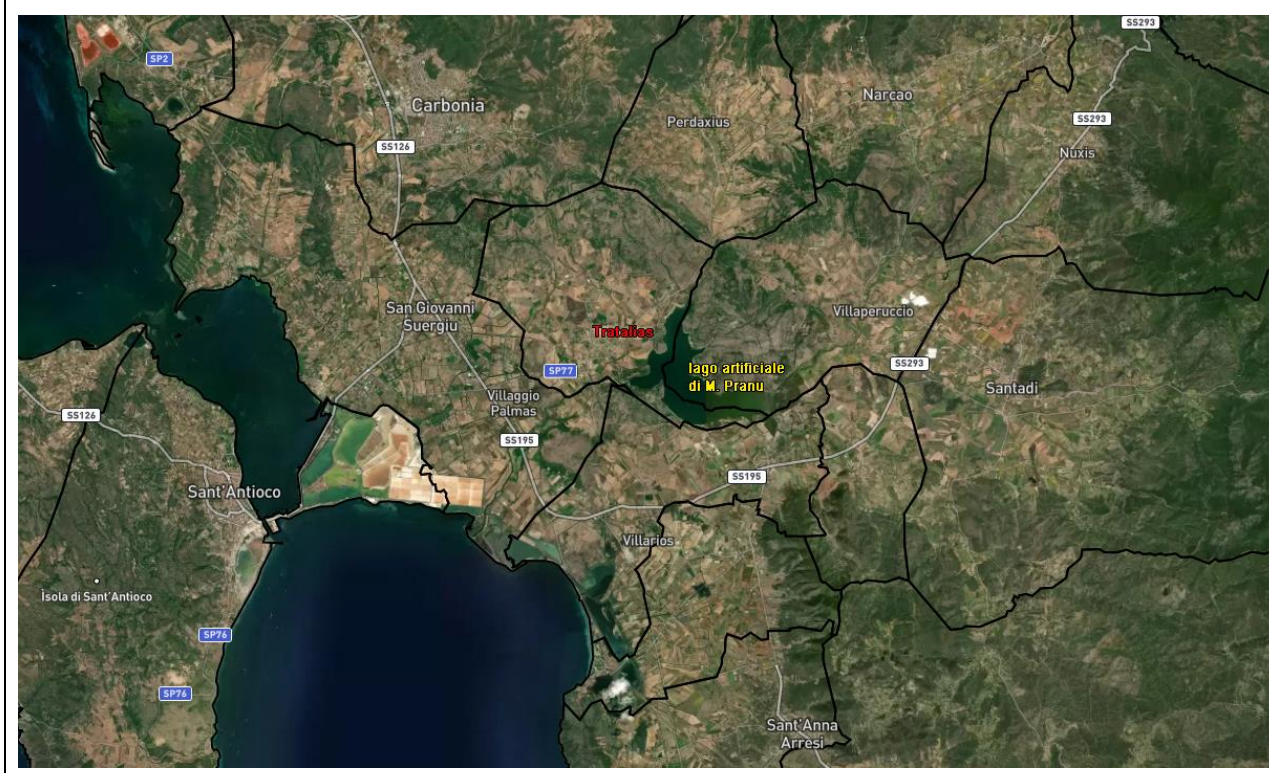 SS293
SP2
Carbonia
Narcao
Perdaxius
SS293
SS126
Nuxis
San Giovanni
Suergiu
Villaperuccio
Tratalias
SP77
lago artificiale
di M. Pranu
SS293
Santadi
Villaggio
Palmas
SS126
SS195
SS195
Sant'Antioco
Villarios
Isola di Sant'Antioco
SP76
SP76
Sant'Anna
Arresi